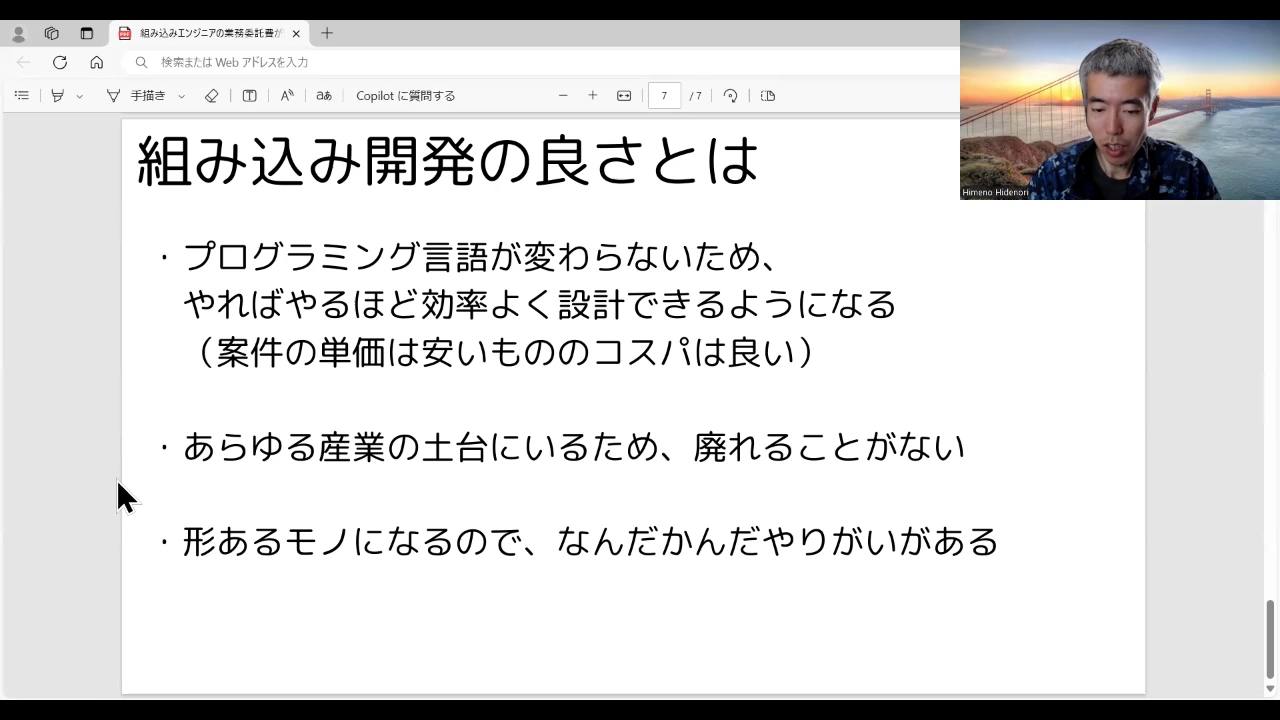 組み込みエンジニアの業務委託費が
検索または Web アドレスを入力
手描き
aあ
Copilot に質問する
7
/ 7
Himeno Hidenori
組み込み開発の良さとは
・プログラミング言語が変わらないため、
やればやるほど効率よく設計できるようになる
（案件の単価は安いもののコスパは良い）
・あらゆる産業の土台にいるため、廃れることがない
・形あるモノになるので、なんだかんだやりがいがある